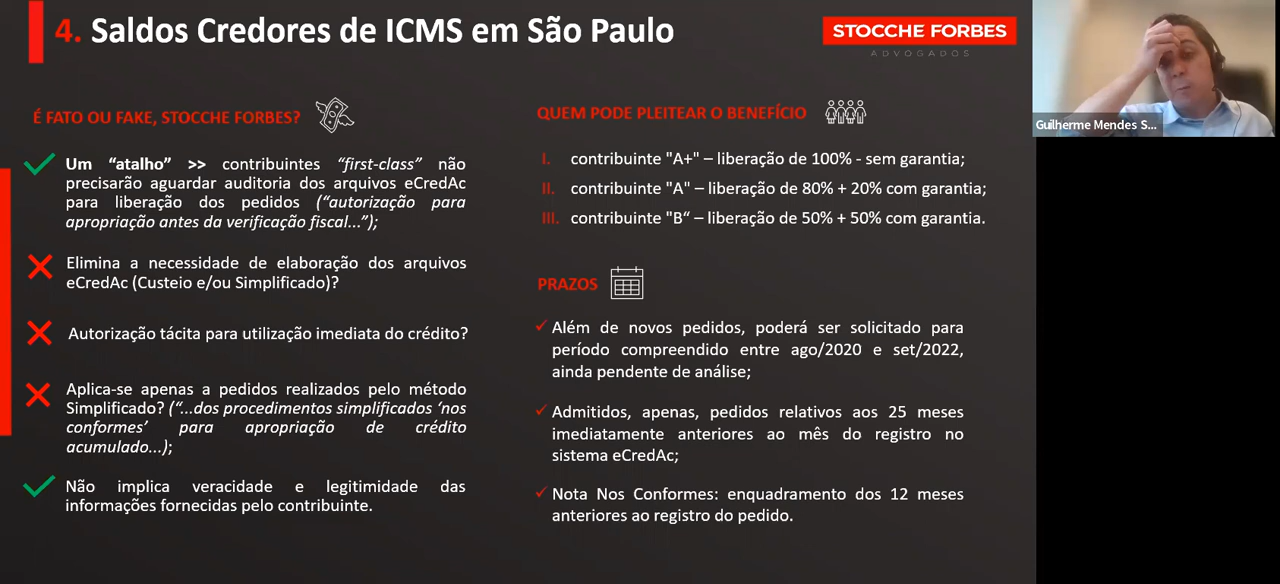 4. Saldos Credores de ICMS em São Paulo
STOCCHE FORBES
ADVOGADOS
Guilherme Mendes S...
É FATO OU FAKE, STOCCHE FORBES?
Um “atalho” >> contribuintes “first-class” não
precisarão aguardar auditoria dos arquivos eCredAc
para liberação dos pedidos (“autorização para
apropriação antes da verificação fiscal...”);
Elimina a necessidade de elaboração dos arquivos
eCredAc (Custeio e/ou Simplificado)?
Autorização tácita para utilização imediata do crédito?
Aplica-se apenas a pedidos realizados pelo método
Simplificado? (“...dos procedimentos simplificados ‘nos
conformes’ para apropriação de crédito
acumulado...);
Não implica veracidade e legitimidade das
informações fornecidas pelo contribuinte.
QUEM PODE PLEITEAR O BENEFÍCIO
I. contribuinte "A+" – liberação de 100% - sem garantia;
II. contribuinte "A" – liberação de 80% + 20% com garantia;
III. contribuinte "B“ – liberação de 50% + 50% com garantia.
PRAZOS
Além de novos pedidos, poderá ser solicitado para
período compreendido entre ago/2020 e set/2022,
ainda pendente de análise;
Admitidos, apenas, pedidos relativos aos 25 meses
imediatamente anteriores ao mês do registro no
sistema eCredAc;
Nota Nos Conformes: enquadramento dos 12 meses
anteriores ao registro do pedido.